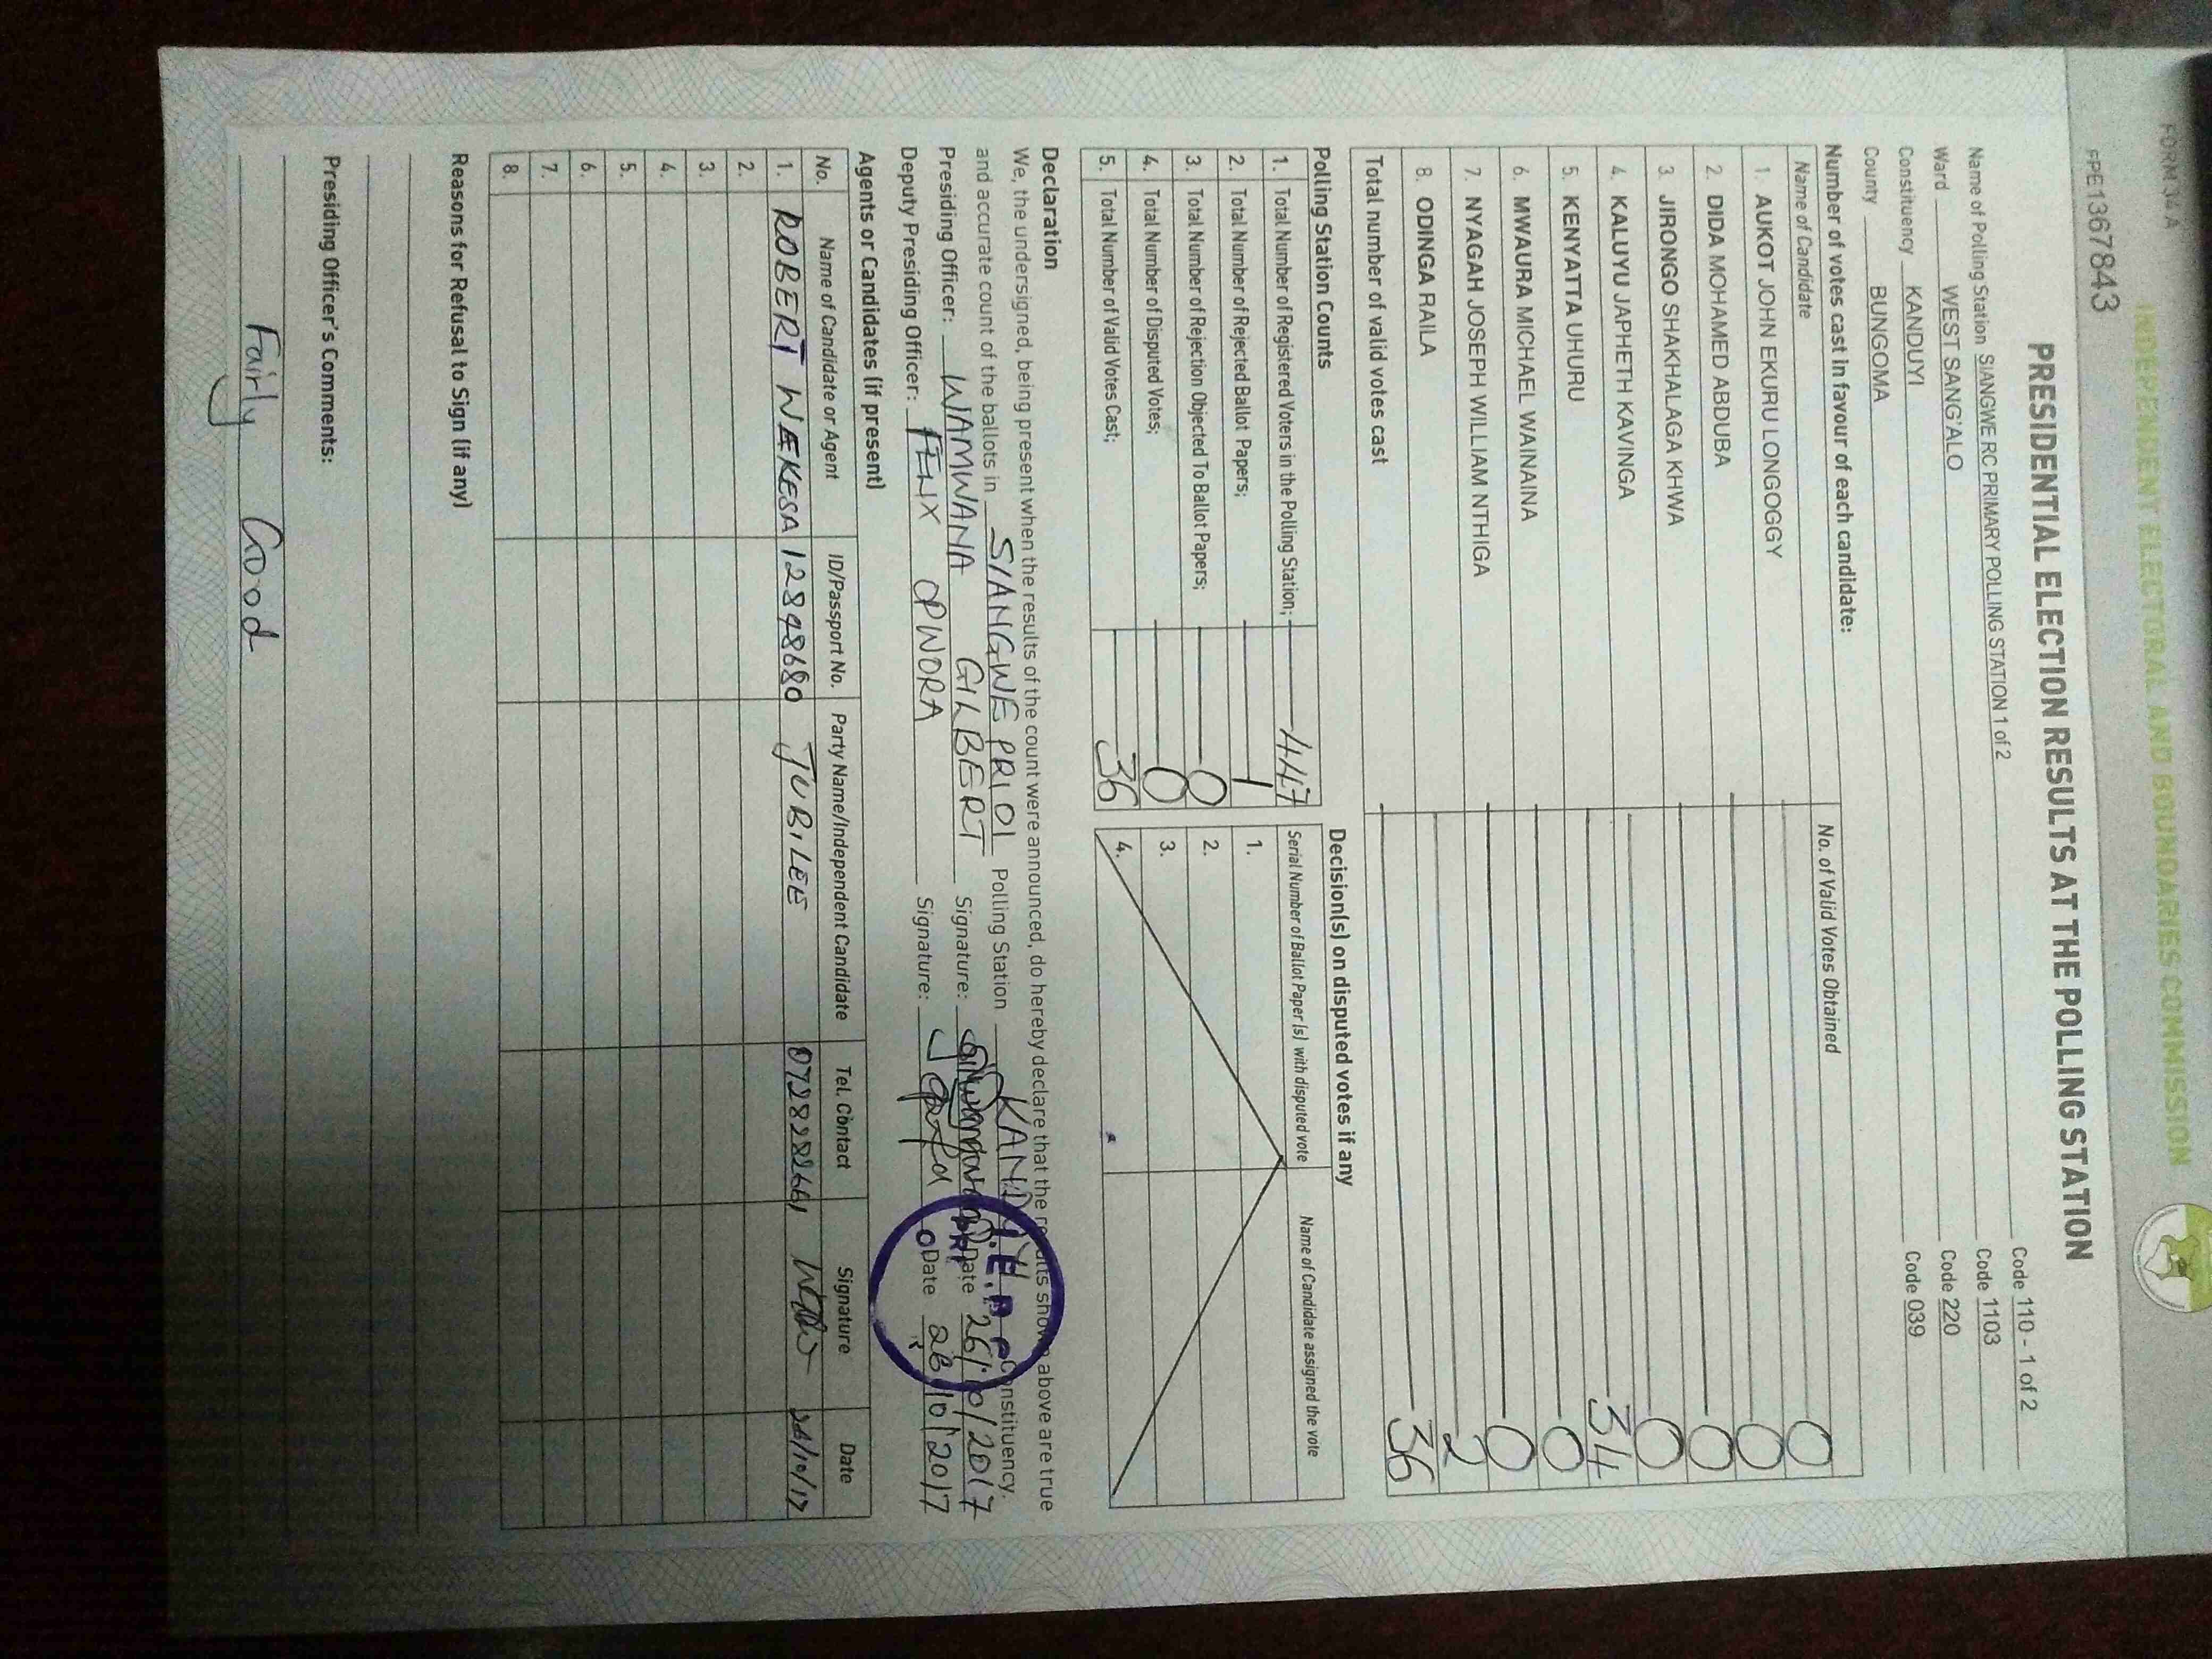 FORM 34 A
INDEPENDENT ELECTORAL AND BOUNDARIES COMMISSION
FPE1367843
PRESIDENTIAL ELECTION RESULTS AT THE POLLING STATION
Name of Polling Station SIANGWE RC PRIMARY POLLING STATION 1 of 2 Code 110 - 1 of 2
Ward WEST SANG'ALO Code 1103
Constituency KANDUYI Code 220
County BUNGOMA Code 039
Number of votes cast in favour of each candidate:
Name of Candidate No. of Valid Votes Obtained
1. AUKOT JOHN EKURU LONGOGGY 0
2. DIDA MOHAMED ABDUBA 0
3. JIRONGO SHAKHALAGA KHWA 0
4. KALUYU JAPHETH KAVINGA 0
5. KENYATTA UHURU 34
6. MWAURA MICHAEL WAINAINA 0
7. NYAGAH JOSEPH WILLIAM NTHIGA 0
8. ODINGA RAILA 2
Total number of valid votes cast 36
Polling Station Counts
1. Total Number of Registered Voters in the Polling Station; 447
2. Total Number of Rejected Ballot Papers; 1
3. Total Number of Rejection Objected To Ballot Papers; 0
4. Total Number of Disputed Votes; 0
5. Total Number of Valid Votes Cast; 36
Decision(s) on disputed votes if any
Serial Number of Ballot Paper (s) with disputed vote Name of Candidate assigned the vote
1.
2.
3.
4.
Declaration
We, the undersigned, being present when the results of the count were announced, do hereby declare that the results shown above are true
and accurate count of the ballots in SIANGWE PRI 01 Polling Station KANDUYI Constituency.
Presiding Officer: WAMWANA GILBERT Signature: Date 26/10/2017
Deputy Presiding Officer: FELIX OPWORA Signature: Date 26/10/2017
Agents or Candidates (if present)
No. Name of Candidate or Agent ID/Passport No. Party Name/Independent Candidate Tel. Contact Signature Date
1. ROBERT WEKESA 12848680 JUBILEE 0728282661 26/10/17
2.
3.
4.
5.
6.
7.
8.
Reasons for Refusal to Sign (if any)
Presiding Officer's Comments:
Fairly Good